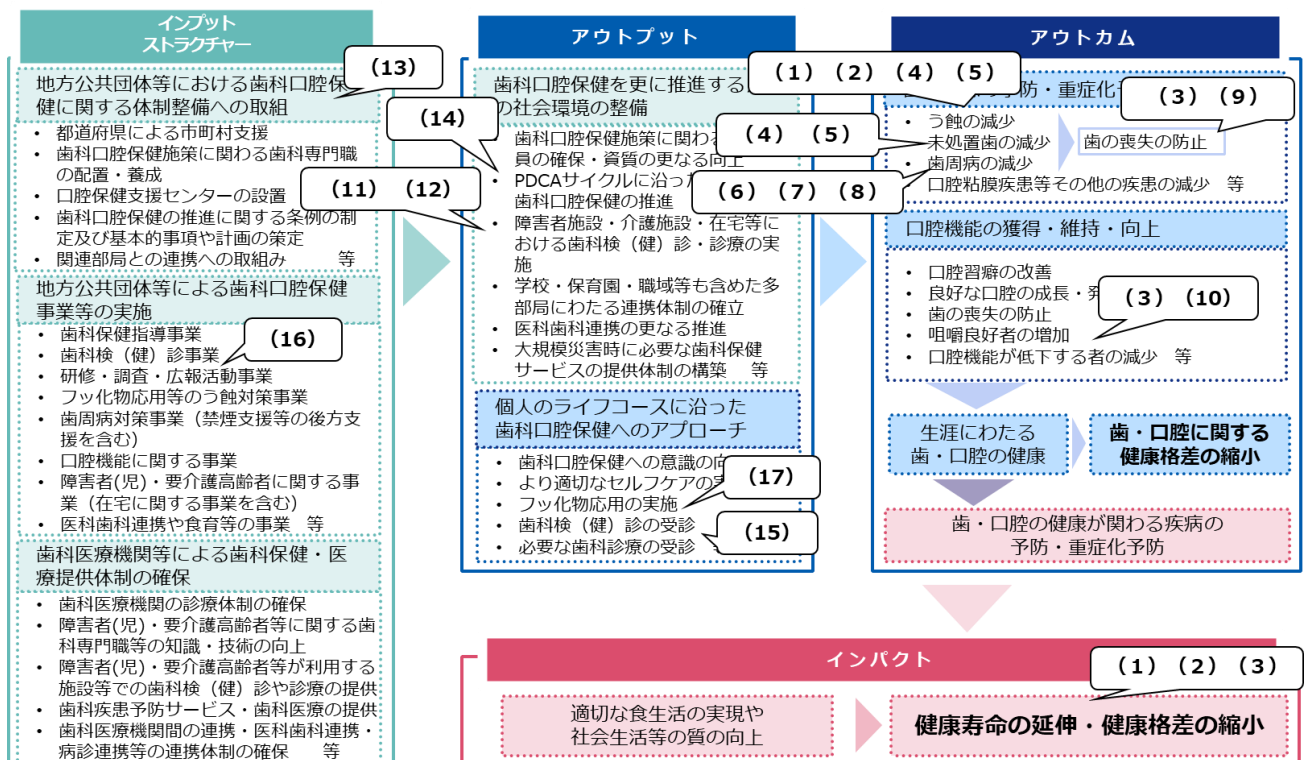 インプット
ストラクチャー
地方公共団体等における歯科口腔保
健に関する体制整備への取組
(13)
• 都道府県による市町村支援
• 歯科口腔保健施策に関わる歯科専門職
の配置・養成
• 口腔保健支援センターの設置
• 歯科口腔保健の推進に関する条例の制
定及び基本的事項や計画の策定
• 関連部局との連携への取組み 等
地方公共団体等による歯科口腔保健
事業等の実施
• 歯科保健指導事業
• 歯科検（健）診事業
(16)
• 研修・調査・広報活動事業
• フッ化物応用等のう蝕対策事業
• 歯周病対策事業（禁煙支援等の後方支
援を含む）
• 口腔機能に関する事業
• 障害者(児)・要介護高齢者に関する事
業（在宅に関する事業を含む）
• 医科歯科連携や食育等の事業 等
歯科医療機関等による歯科保健・医
療提供体制の確保
• 歯科医療機関の診療体制の確保
• 障害者(児)・要介護高齢者等に関する歯
科専門職等の知識・技術の向上
• 障害者(児)・要介護高齢者等が利用する
施設等での歯科検（健）診や診療の提供
• 歯科疾患予防サービス・歯科医療の提供
• 歯科医療機関間の連携・医科歯科連携・
病診連携等の連携体制の確保 等
アウトプット
歯科口腔保健を更に推進する
の社会環境の整備
(14)
歯科口腔保健施策に関わる
員の確保・資質の更なる向上
• PDCAサイクルに沿った
歯科口腔保健の推進
(11) (12)
• 障害者施設・介護施設・在宅等に
おける歯科検（健）診・診療の実
施
• 学校・保育園・職域等も含めた多
部局にわたる連携体制の確立
• 医科歯科連携の更なる推進
• 大規模災害時に必要な歯科保健
サービスの提供体制の構築 等
個人のライフコースに沿った
歯科口腔保健へのアプローチ
• 歯科口腔保健への意識の向
• より適切なセルフケアの
• フッ化物応用の実施
(17)
• 歯科検（健）診の受診
• 必要な歯科診療の受診
(15)
アウトカム
(1) (2) (4) (5)
予防・重症化
(3) (9)
• う蝕の減少
(4) (5)
• 未処置歯の減少
歯の喪失の防止
• 歯周病の減少
(6) (7) (8)
口腔粘膜疾患等その他の疾患の減少 等
口腔機能の獲得・維持・向上
• 口腔習癖の改善
• 良好な口腔の成長・発
(3) (10)
• 歯の喪失の防止
• 咀嚼良好者の増加
• 口腔機能が低下する者の減少 等
生涯にわたる
歯・口腔の健康
歯・口腔に関する
健康格差の縮小
歯・口腔の健康が関わる疾病の
予防・重症化予防
インパクト
(1) (2) (3)
適切な食生活の実現や
社会生活等の質の向上
健康寿命の延伸・健康格差の縮小